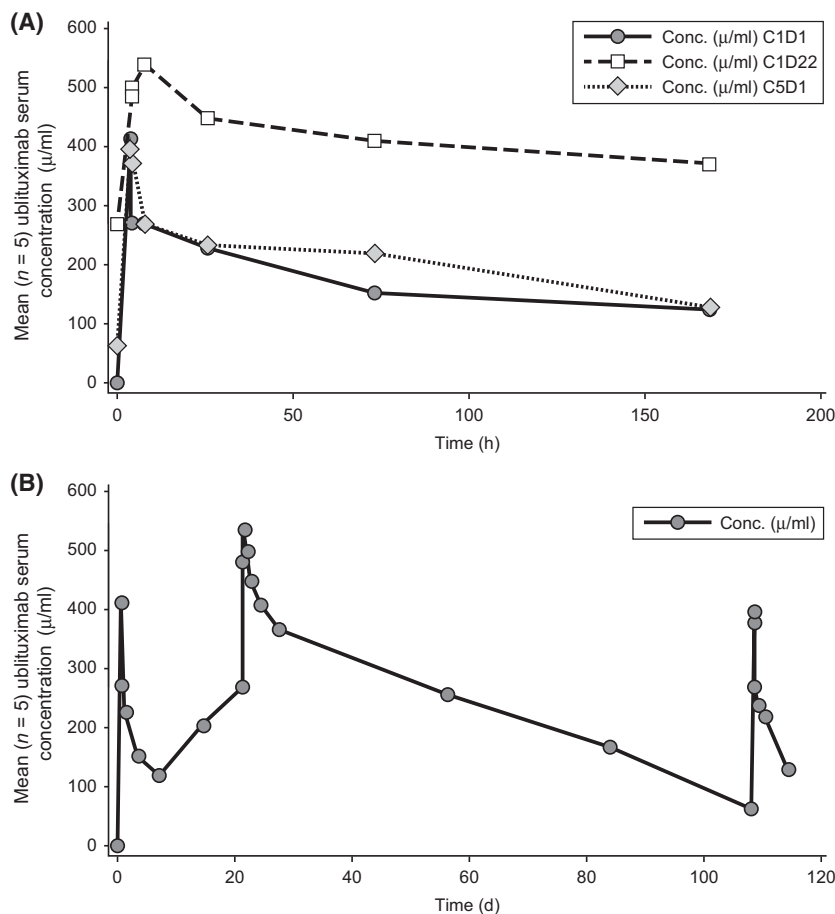 (A)
600
500
400
300
200
100
0
Mean (n = 5) ublituximab serum
concentration (µ/ml)
Conc. (µ/ml) C1D1
Conc. (µ/ml) C1D22
Conc. (µ/ml) C5D1
0 50 100 150 200
Time (h)
(B)
600
500
400
300
200
100
0
Mean (n = 5) ublituximab serum
concentration (µ/ml)
Conc. (µ/ml)
0 20 40 60 80 100 120
Time (d)